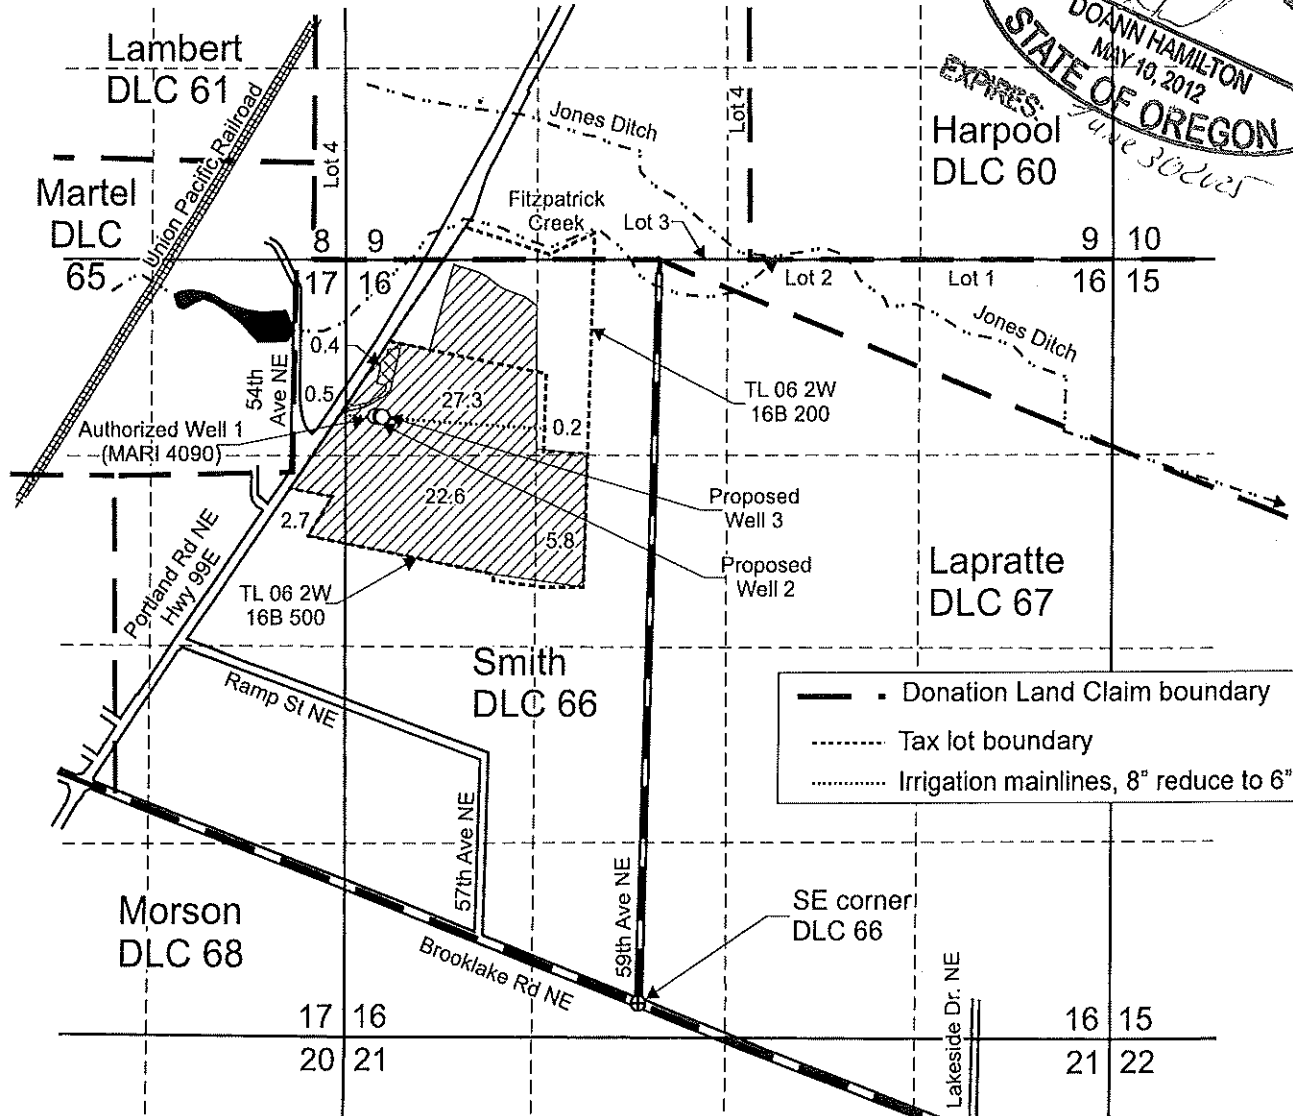 Lambert
DLC 61
Union Pacific Railroad
Lot 4
Jones Ditch
Lot 4
DOANN HAMILTON
MAY 10, 2012
STATE OF OREGON
EXPIRES:
June 30 2025
Harpool
DLC 60
Martel
DLC
65
Fitzpatrick
Creek
Lot 3
8 9
17 16
9 10
16 15
Lot 2
Lot 1
Jones Ditch
54th
Ave NE
0.4
0.5
27.3
0.2
TL 06 2W
16B 200
Authorized Well 1
(MARI 4090)
22.6
2.7
5.8
Proposed
Well 3
Proposed
Well 2
Portland Rd NE
Hwy 99E
TL 06 2W
16B 500
Lapratte
DLC 67
Smith
DLC 66
Ramp St NE
Donation Land Claim boundary
Tax lot boundary
Irrigation mainlines, 8" reduce to 6"
57th Ave NE
59th Ave NE
Morson
DLC 68
Brooklake Rd NE
SE corner
DLC 66
Lakeside Dr. NE
17 16
20 21
16 15
21 22